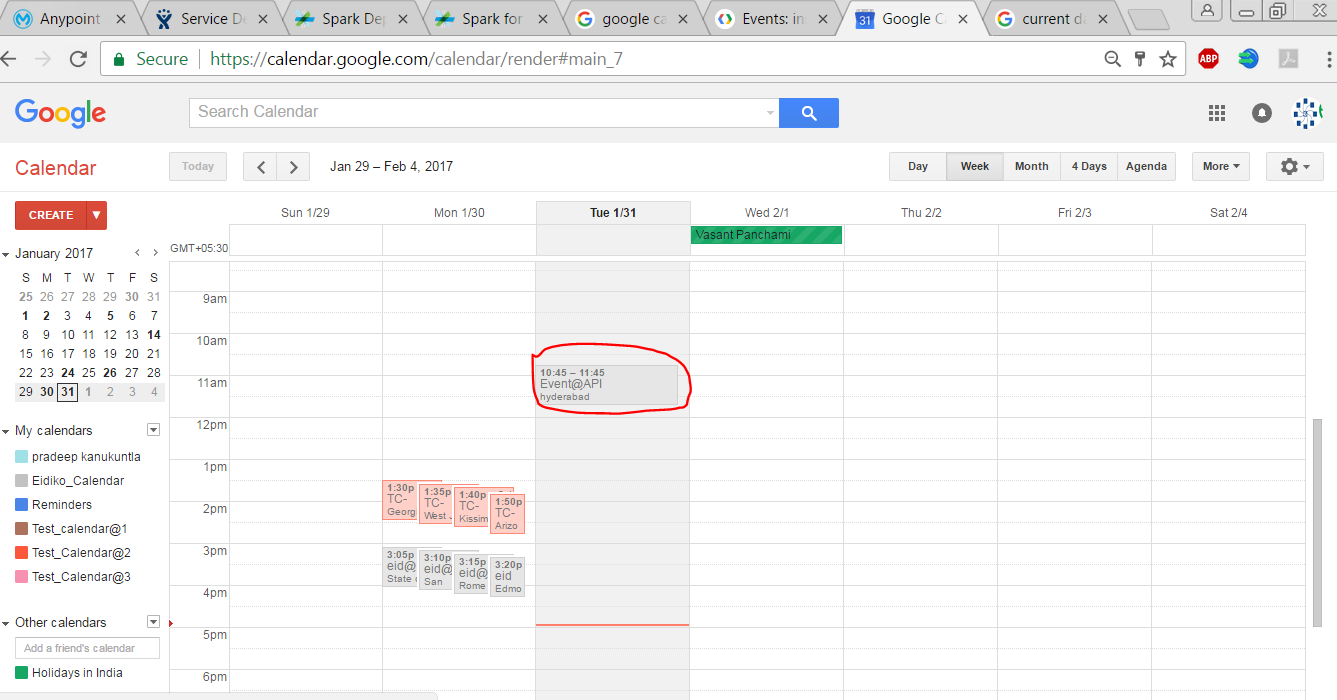 Anypoint
Service De
Spark Dep
Spark for
google ca
Events: in
Google C
current da
Secure https://calendar.google.com/calendar/render#main_7
ABP
Google
Search Calendar
Calendar
Today
Jan 29 – Feb 4, 2017
Day Week Month 4 Days Agenda More
CREATE
Sun 1/29 Mon 1/30 Tue 1/31 Wed 2/1 Thu 2/2 Fri 2/3 Sat 2/4
GMT+05:30
Vasant Panchami
January 2017
S M T W T F S
25 26 27 28 29 30 31
1 2 3 4 5 6 7
8 9 10 11 12 13 14
15 16 17 18 19 20 21
22 23 24 25 26 27 28
29 30 31 1 2 3 4
My calendars
pradeep kanukuntla
Eidiko_Calendar
Reminders
Test_calendar@1
Test_Calendar@2
Test_Calendar@3
Other calendars
Add a friend's calendar
Holidays in India
9am
10am
11am
12pm
1pm
2pm
3pm
4pm
5pm
6pm
10:45 – 11:45
Event@API
hyderabad
1:30p
TC-
Georg
1:35p
TC-
West
1:40p
TC-
Kissim
1:50p
TC-
Arizo
3:05p
eid@
State
3:10p
eid@
San
3:15p
eid@
Rome
3:20p
eid
Edmo